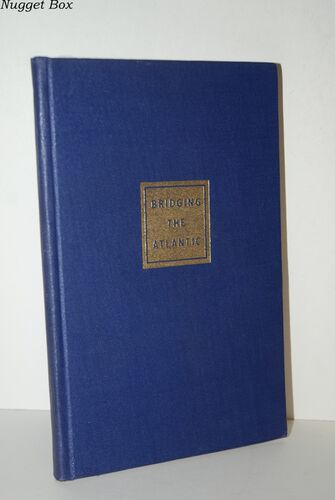 Nugget Box
BRIDGING
THE
ATLANTIC